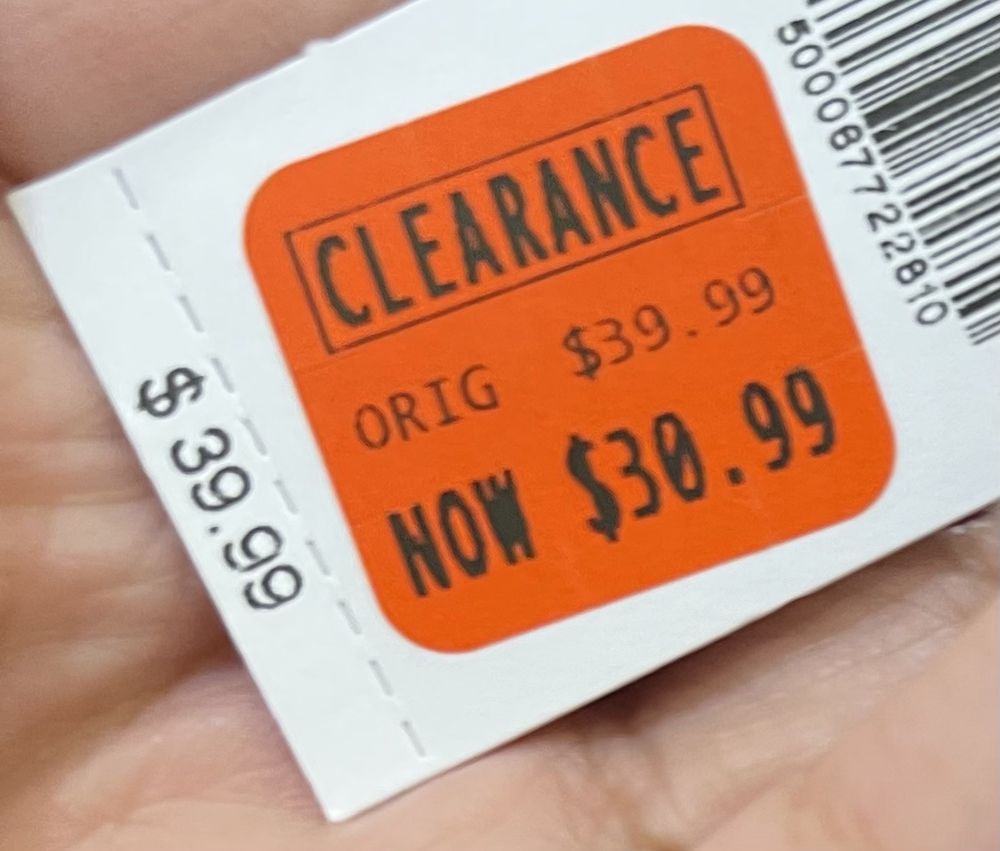 CLEARANCE
ORIG $39.99
NOW $30.99
$ 39.99
500087722810